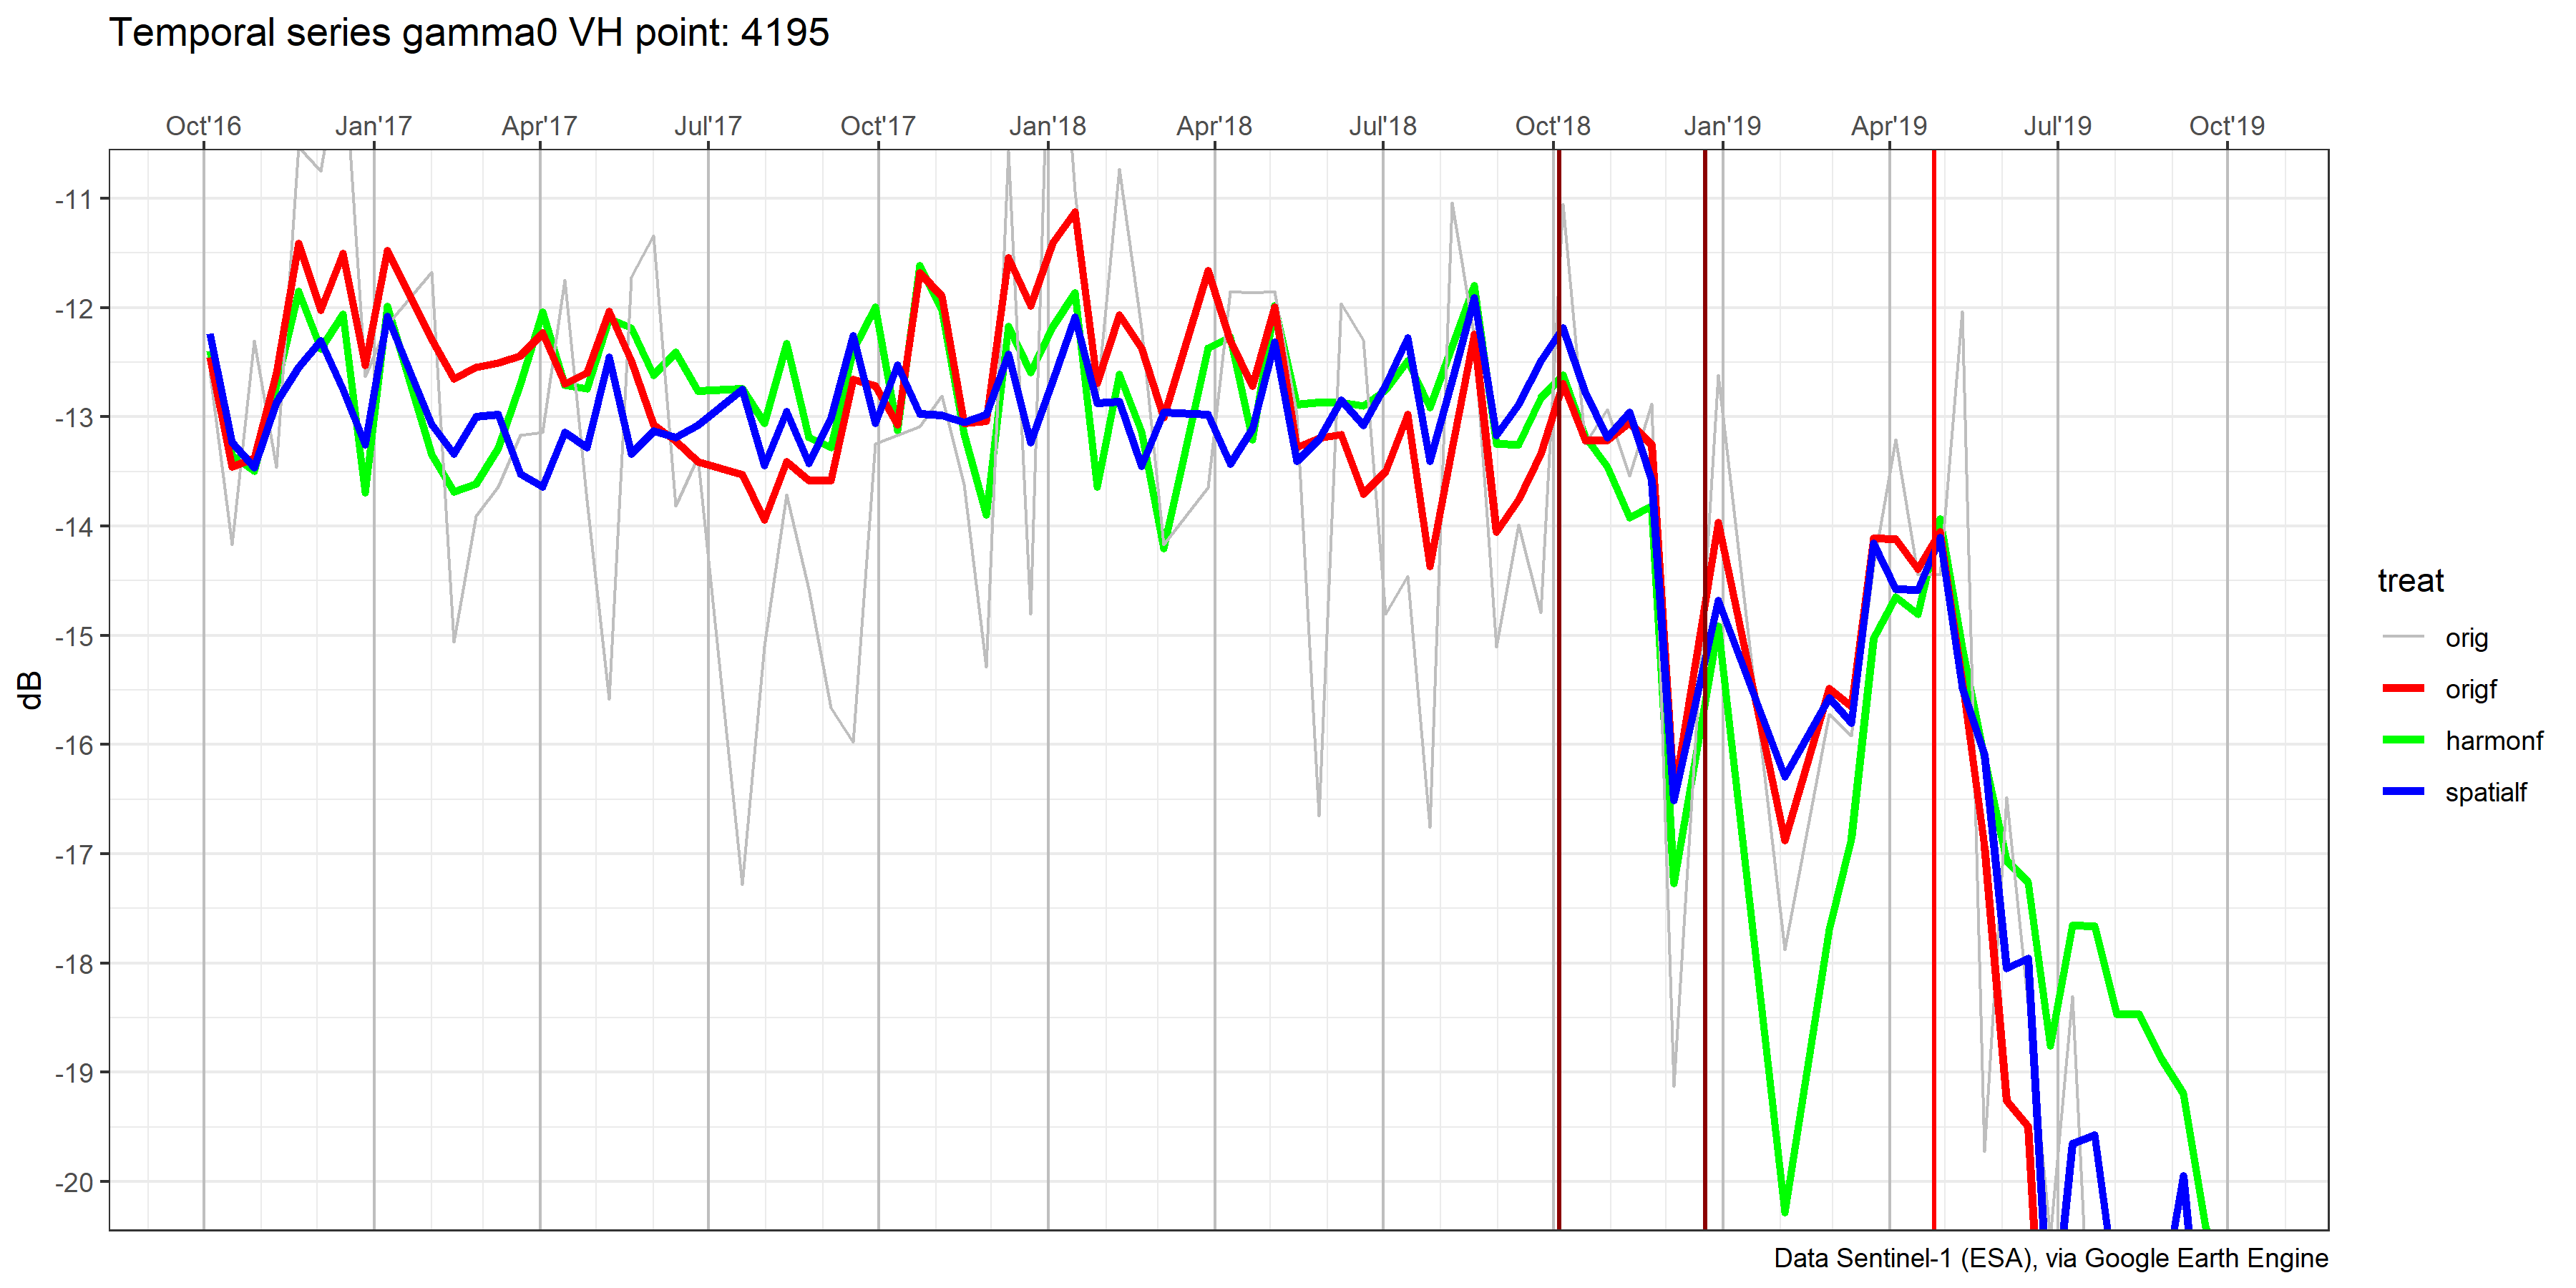 Temporal series gamma0 VH point: 4195
Oct'16 Jan'17 Apr'17 Jul'17 Oct'17 Jan'18 Apr'18 Jul'18 Oct'18 Jan'19 Apr'19 Jul'19 Oct'19
-11
-12
-13
-14
-15
-16
-17
-18
-19
-20
dB
treat
orig
origf
harmonf
spatialf
Data Sentinel-1 (ESA), via Google Earth Engine